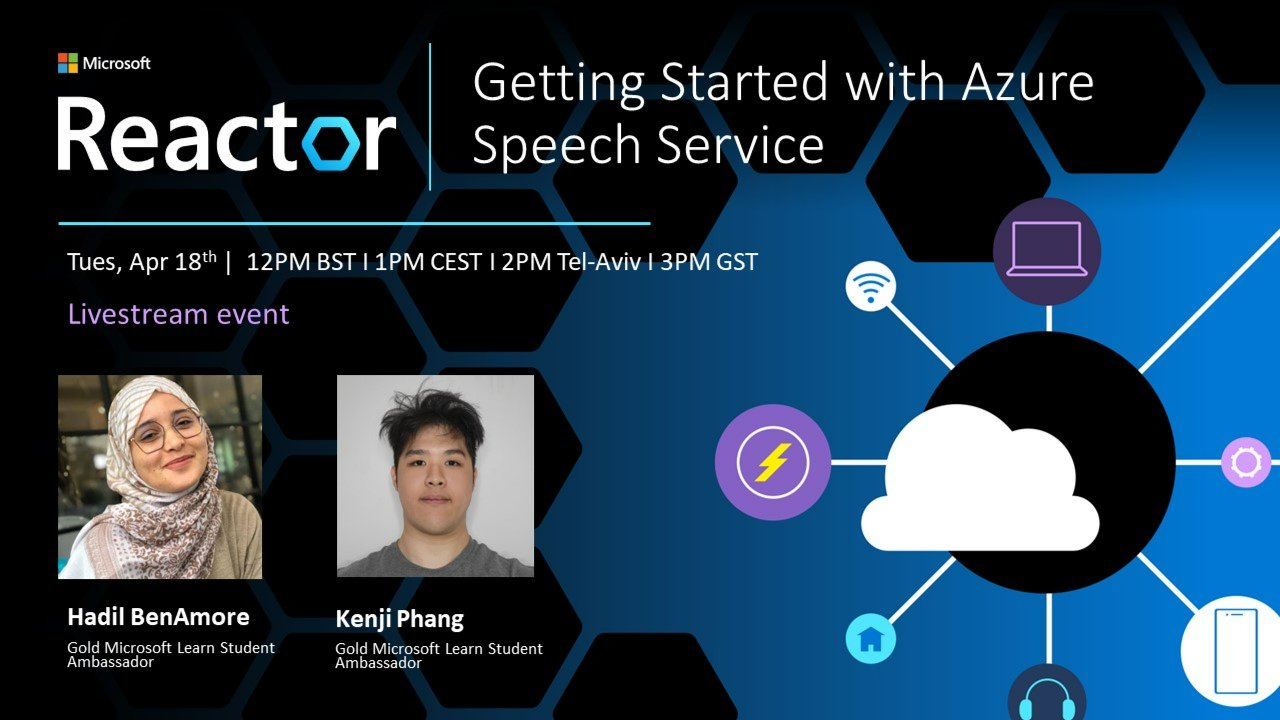 Microsoft
Reactor
Getting Started with Azure
Speech Service
Tues, Apr 18th | 12PM BST I 1PM CEST I 2PM Tel-Aviv I 3PM GST
Livestream event
Hadil BenAmore
Gold Microsoft Learn Student
Ambassador
Kenji Phang
Gold Microsoft Learn Student
Ambassador